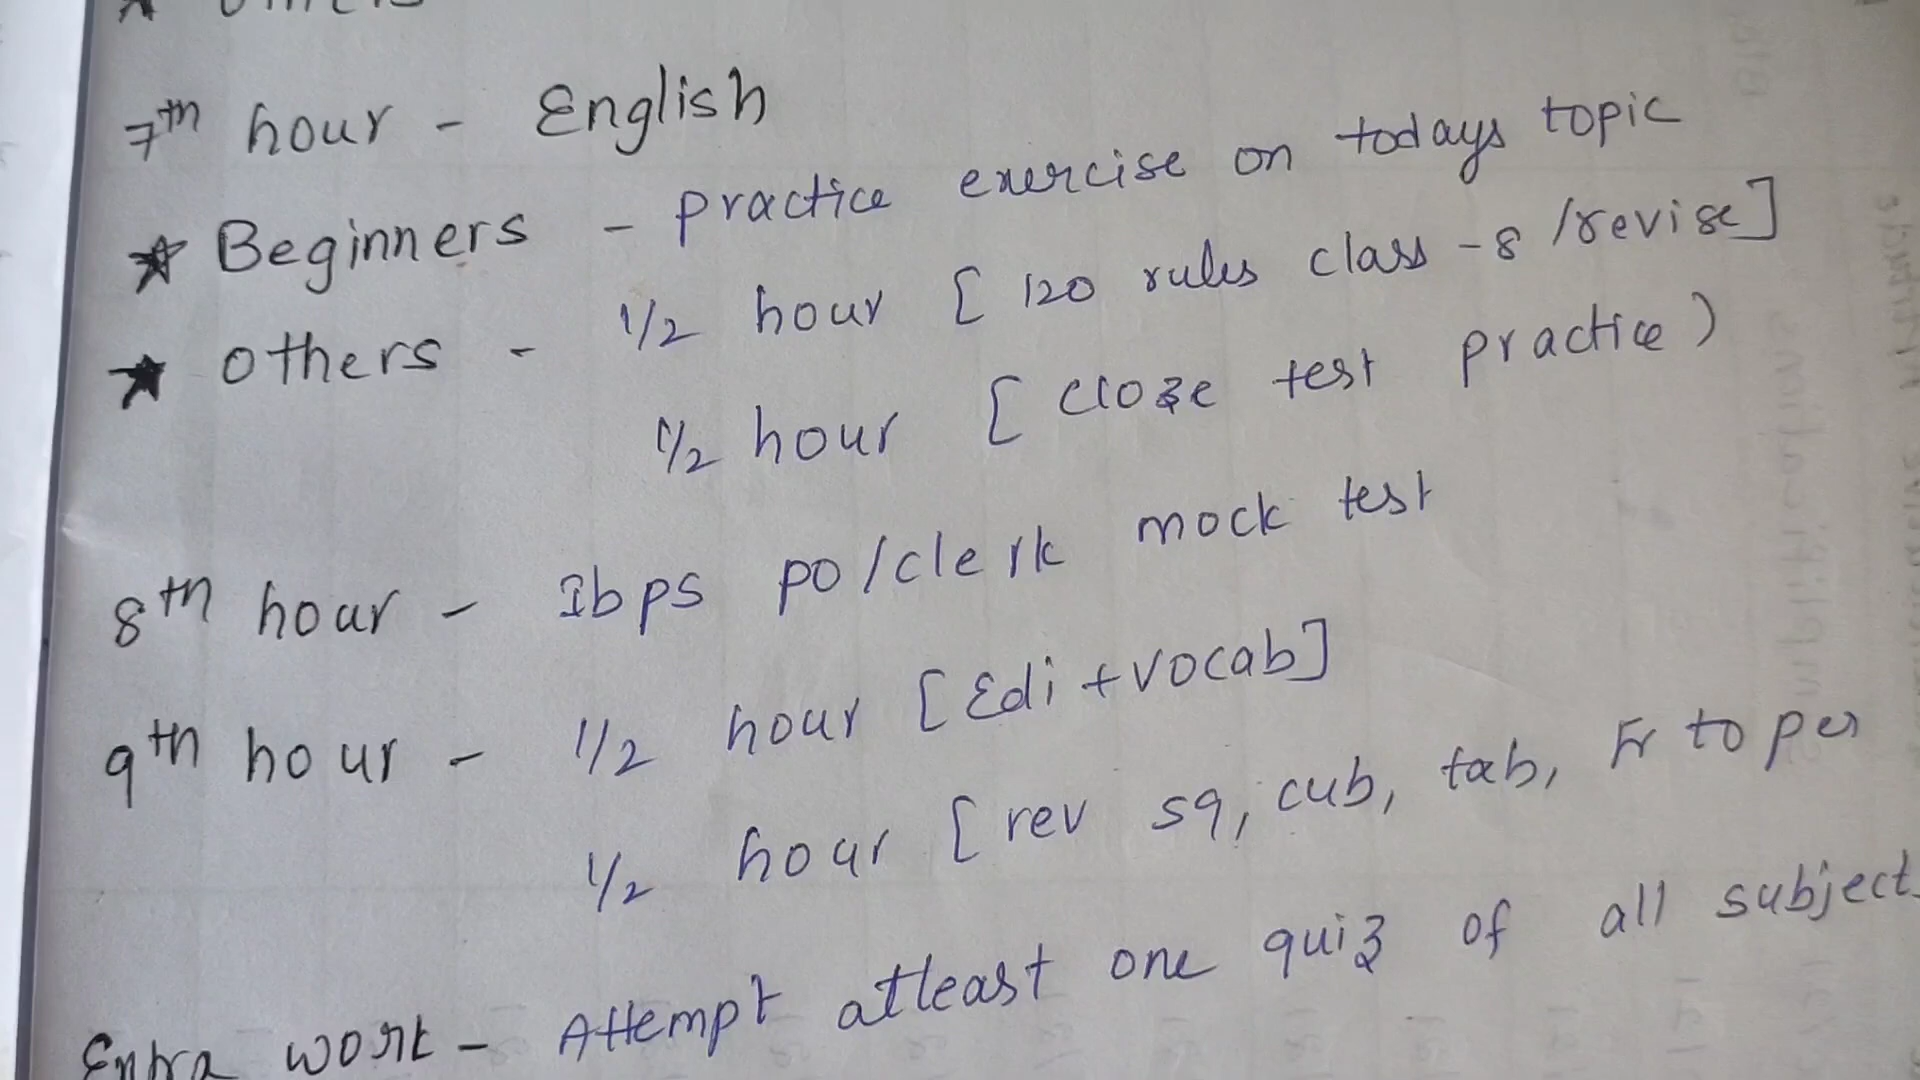 ★ Others
7th hour - English
★ Beginners - practice exercise on todays topic
★ others - 1/2 hour [ 120 rules class - 8 /revise]
1/2 hour [ cloze test practice )
8th hour - Ibps po/clerk mock test
9th hour - 1/2 hour [Edi + vocab]
1/2 hour [ rev sq, cub, tab, Fr to per
Extra work - Attempt atleast one quiz of all subject